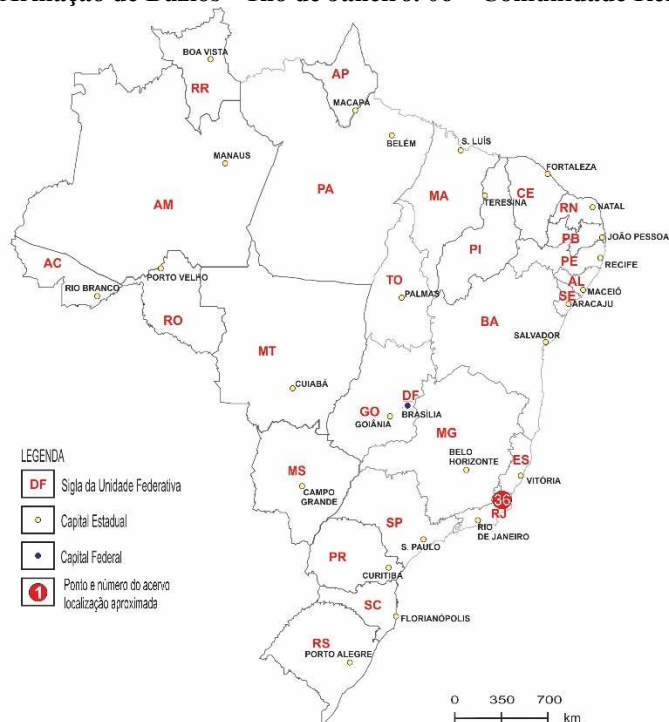 BOA VISTA
RR
AP
MACAPÁ
BELÉM
S. LUÍS
FORTALEZA
MANAUS
AM
PA
MA
TERESINA
CE
RN
NATAL
PB
JOÃO PESSOA
PI
PE
RECIFE
AC
PORTO VELHO
RIO BRANCO
TO
PALMAS
AL
MACEIÓ
SE
ARACAJU
RO
BA
MT
SALVADOR
CUIABÁ
DF
BRASÍLIA
GO
GOIÂNIA
MG
BELO
HORIZONTE
ES
VITÓRIA
MS
CAMPO
GRANDE
36
RJ
RIO
DE JANEIRO
SP
S. PAULO
PR
CURITIBA
SC
FLORIANÓPOLIS
RS
PORTO ALEGRE
LEGENDA
DF Sigla da Unidade Federativa
Capital Estadual
Capital Federal
1 Ponto e número do acervo
localização aproximada
0 350 700
km